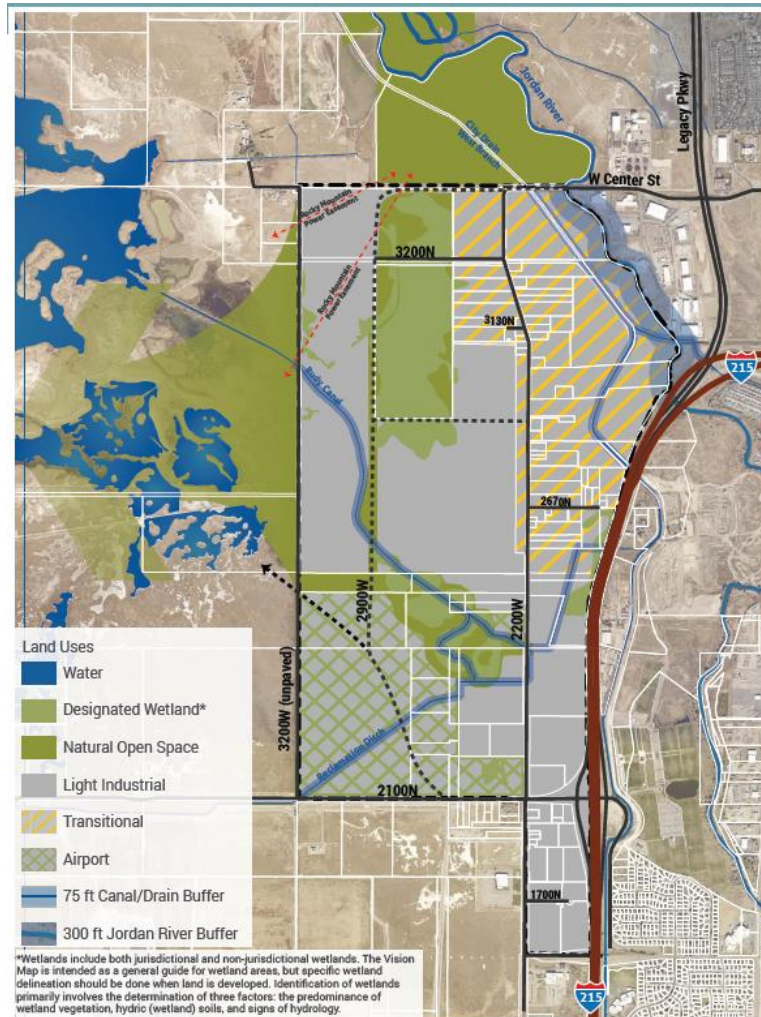 Jordan River
Legacy Pkwy
City Drain
West Branch
W Center St
Rocky Mountain
Power Easement
3200N
Rocky Mountain
Power Easement
3130N
215
Rudy Canal
2670N
2900W
2200W
Land Uses
Water
Designated Wetland*
Natural Open Space
Light Industrial
Transitional
Airport
75 ft Canal/Drain Buffer
300 ft Jordan River Buffer
3200W (unpaved)
Reclamation Ditch
2100N
1700N
*Wetlands include both jurisdictional and non-jurisdictional wetlands. The Vision
Map is intended as a general guide for wetland areas, but specific wetland
delineation should be done when land is developed. Identification of wetlands
primarily involves the determination of three factors: the predominance of
wetland vegetation, hydric (wetland) soils, and signs of hydrology.
215